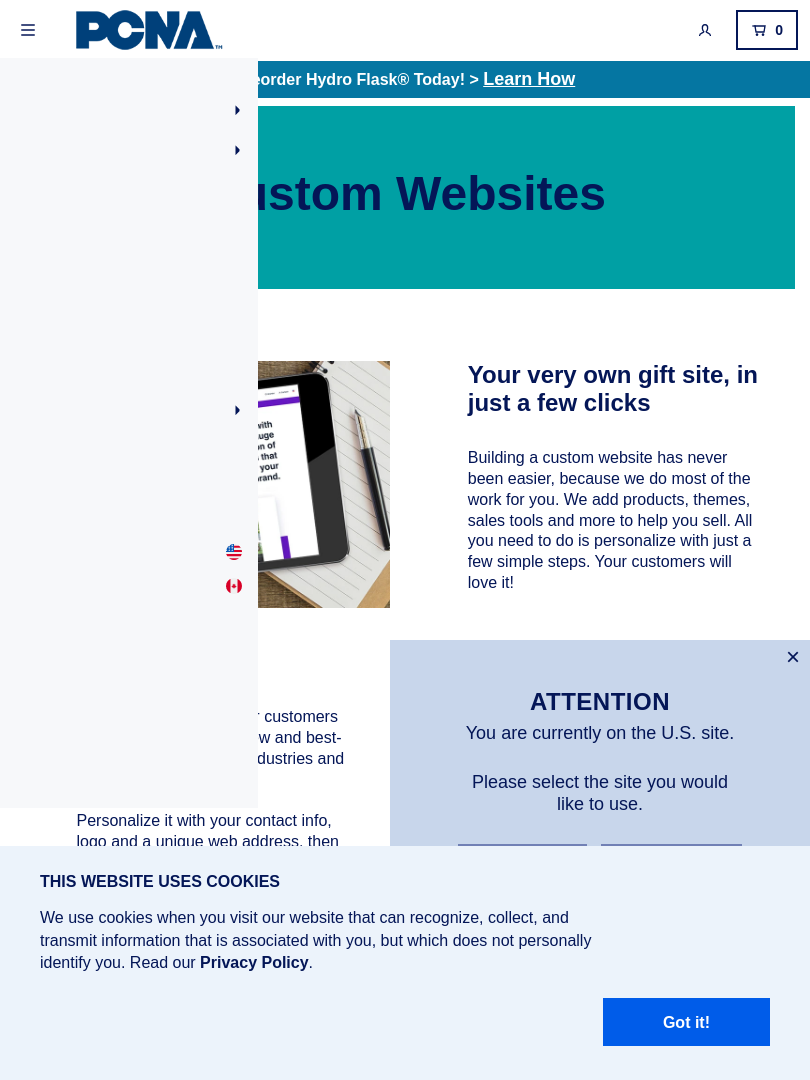 PCNA™
0
eorder Hydro Flask® Today! > Learn How
ustom Websites
with
uge
on of
s that
your
brand.
Your very own gift site, in
just a few clicks
Building a custom website has never
been easier, because we do most of the
work for you. We add products, themes,
sales tools and more to help you sell. All
you need to do is personalize with just a
few simple steps. Your customers will
love it!
r customers
w and best-
dustries and
Personalize it with your contact info,
logo and a unique web address, then
ATTENTION
You are currently on the U.S. site.
Please select the site you would
like to use.
THIS WEBSITE USES COOKIES
We use cookies when you visit our website that can recognize, collect, and
transmit information that is associated with you, but which does not personally
identify you. Read our Privacy Policy.
Got it!